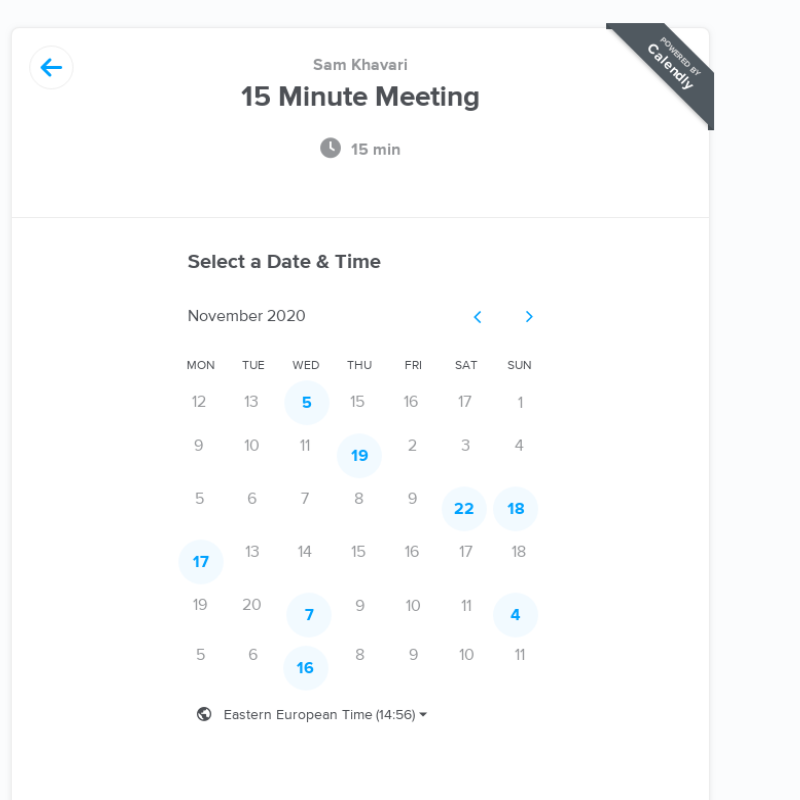 POWERED BY
Calendly
Sam Khavari
15 Minute Meeting
15 min
Select a Date & Time
November 2020
MON TUE WED THU FRI SAT SUN
12 13 5 15 16 17 1
9 10 11 19 2 3 4
5 6 7 8 9 22 18
17 13 14 15 16 17 18
19 20 7 9 10 11 4
5 6 16 8 9 10 11
Eastern European Time (14:56)